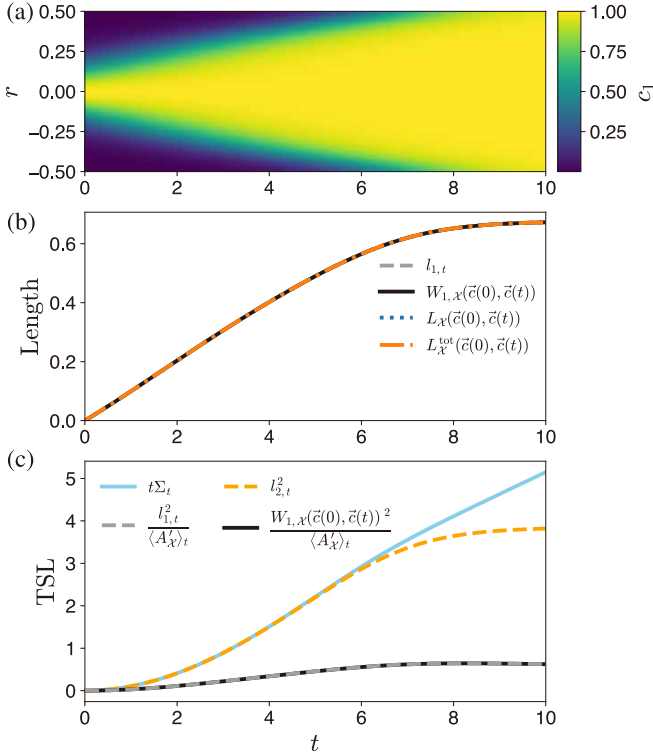 (a)
0.50
0.25
0.00
−0.25
−0.50
r
0 2 4 6 8 10
1.00
0.75
0.50
0.25
c₁
(b)
0.6
0.4
0.2
0.0
Length
l₁,ₜ
W₁,𝒳(c⃗(0), c⃗(t))
L𝒳(c⃗(0), c⃗(t))
L𝒳^tot(c⃗(0), c⃗(t))
0 2 4 6 8 10
(c)
5
4
3
2
1
0
TSL
tΣₜ
l²₂,ₜ
l²₁,ₜ / ⟨A′𝒳⟩ₜ
W₁,𝒳(c⃗(0), c⃗(t))² / ⟨A′𝒳⟩ₜ
0 2 4 6 8 10
t